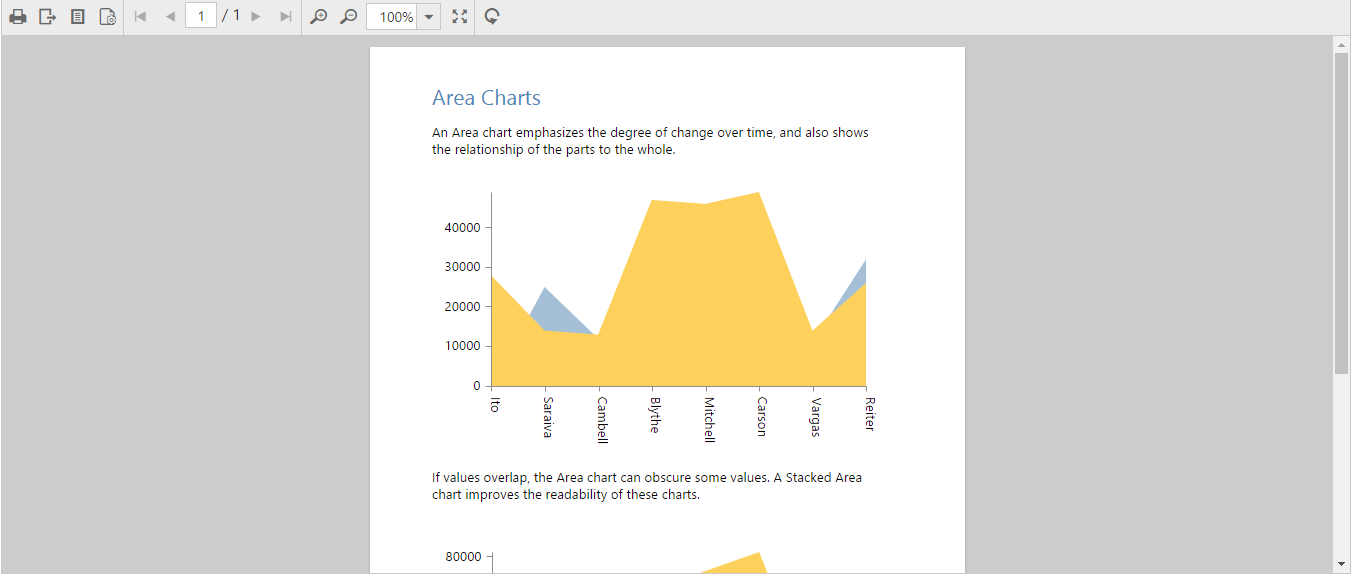 1 / 1 100%
Area Charts
An Area chart emphasizes the degree of change over time, and also shows
the relationship of the parts to the whole.
40000
30000
20000
10000
0
Ito
Saraiva
Cambell
Blythe
Mitchell
Carson
Vargas
Reiter
If values overlap, the Area chart can obscure some values. A Stacked Area
chart improves the readability of these charts.
80000